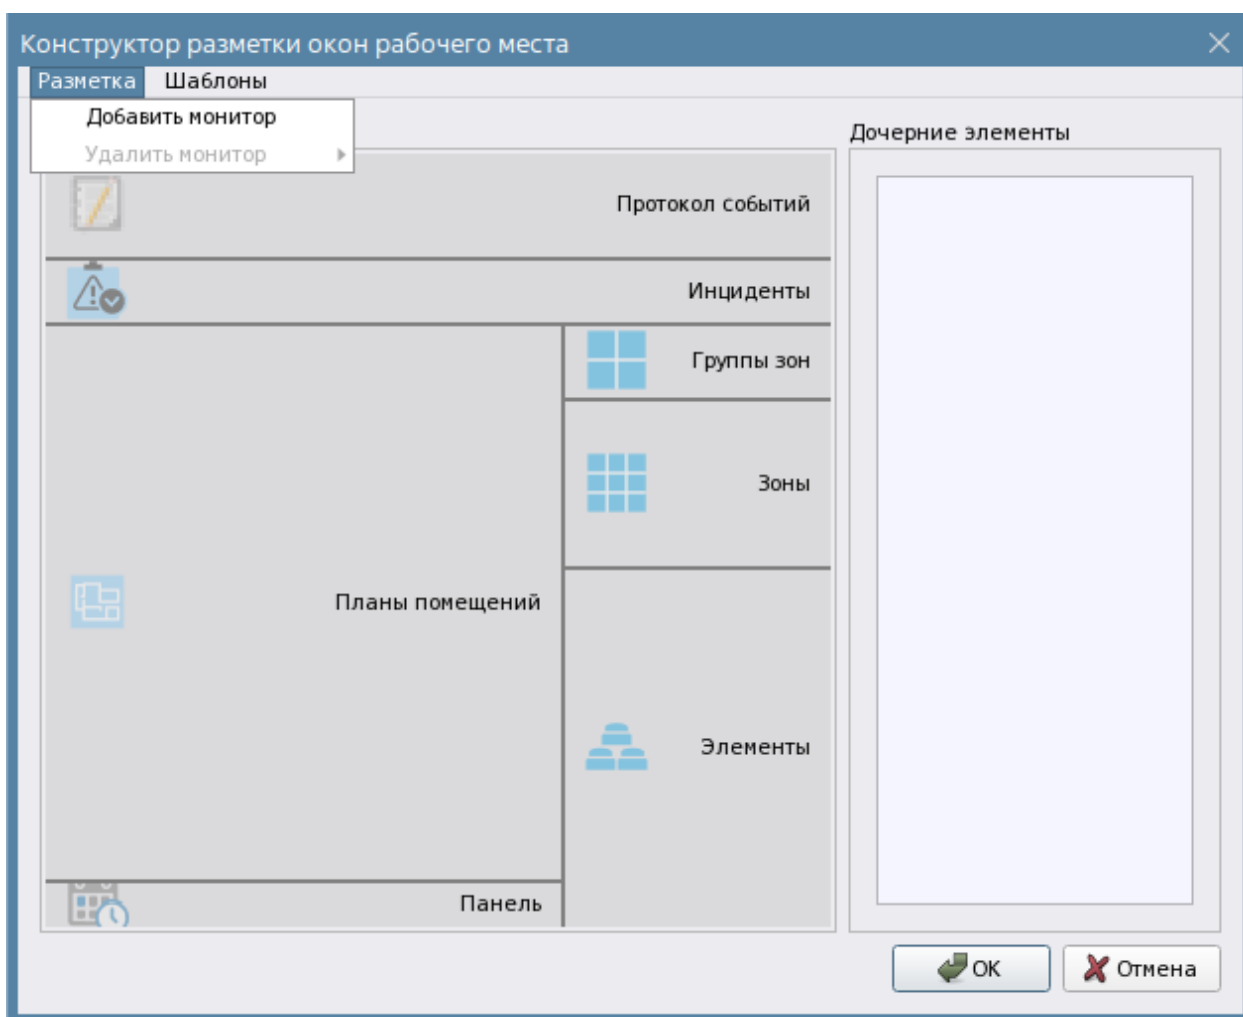 Конструктор разметки окон рабочего места
Разметка Шаблоны
Добавить монитор
Удалить монитор
Дочерние элементы
Протокол событий
Инциденты
Группы зон
Зоны
Планы помещений
Элементы
Панель
ОК
Отмена